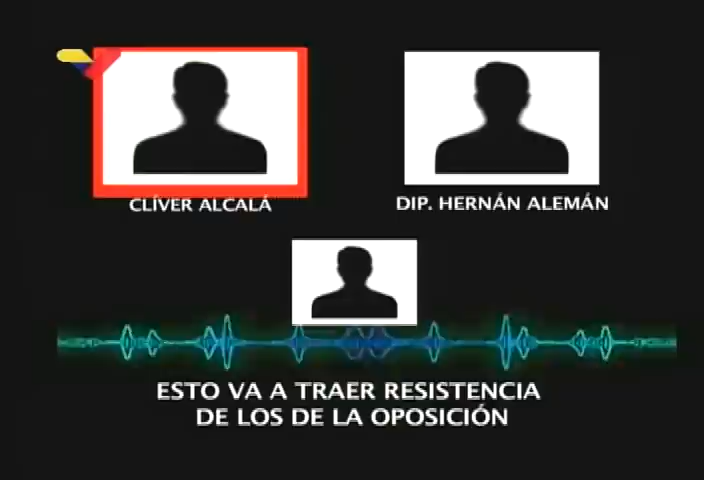 CLÍVER ALCALÁ
DIP. HERNÁN ALEMÁN
ESTO VA A TRAER RESISTENCIA
DE LOS DE LA OPOSICIÓN